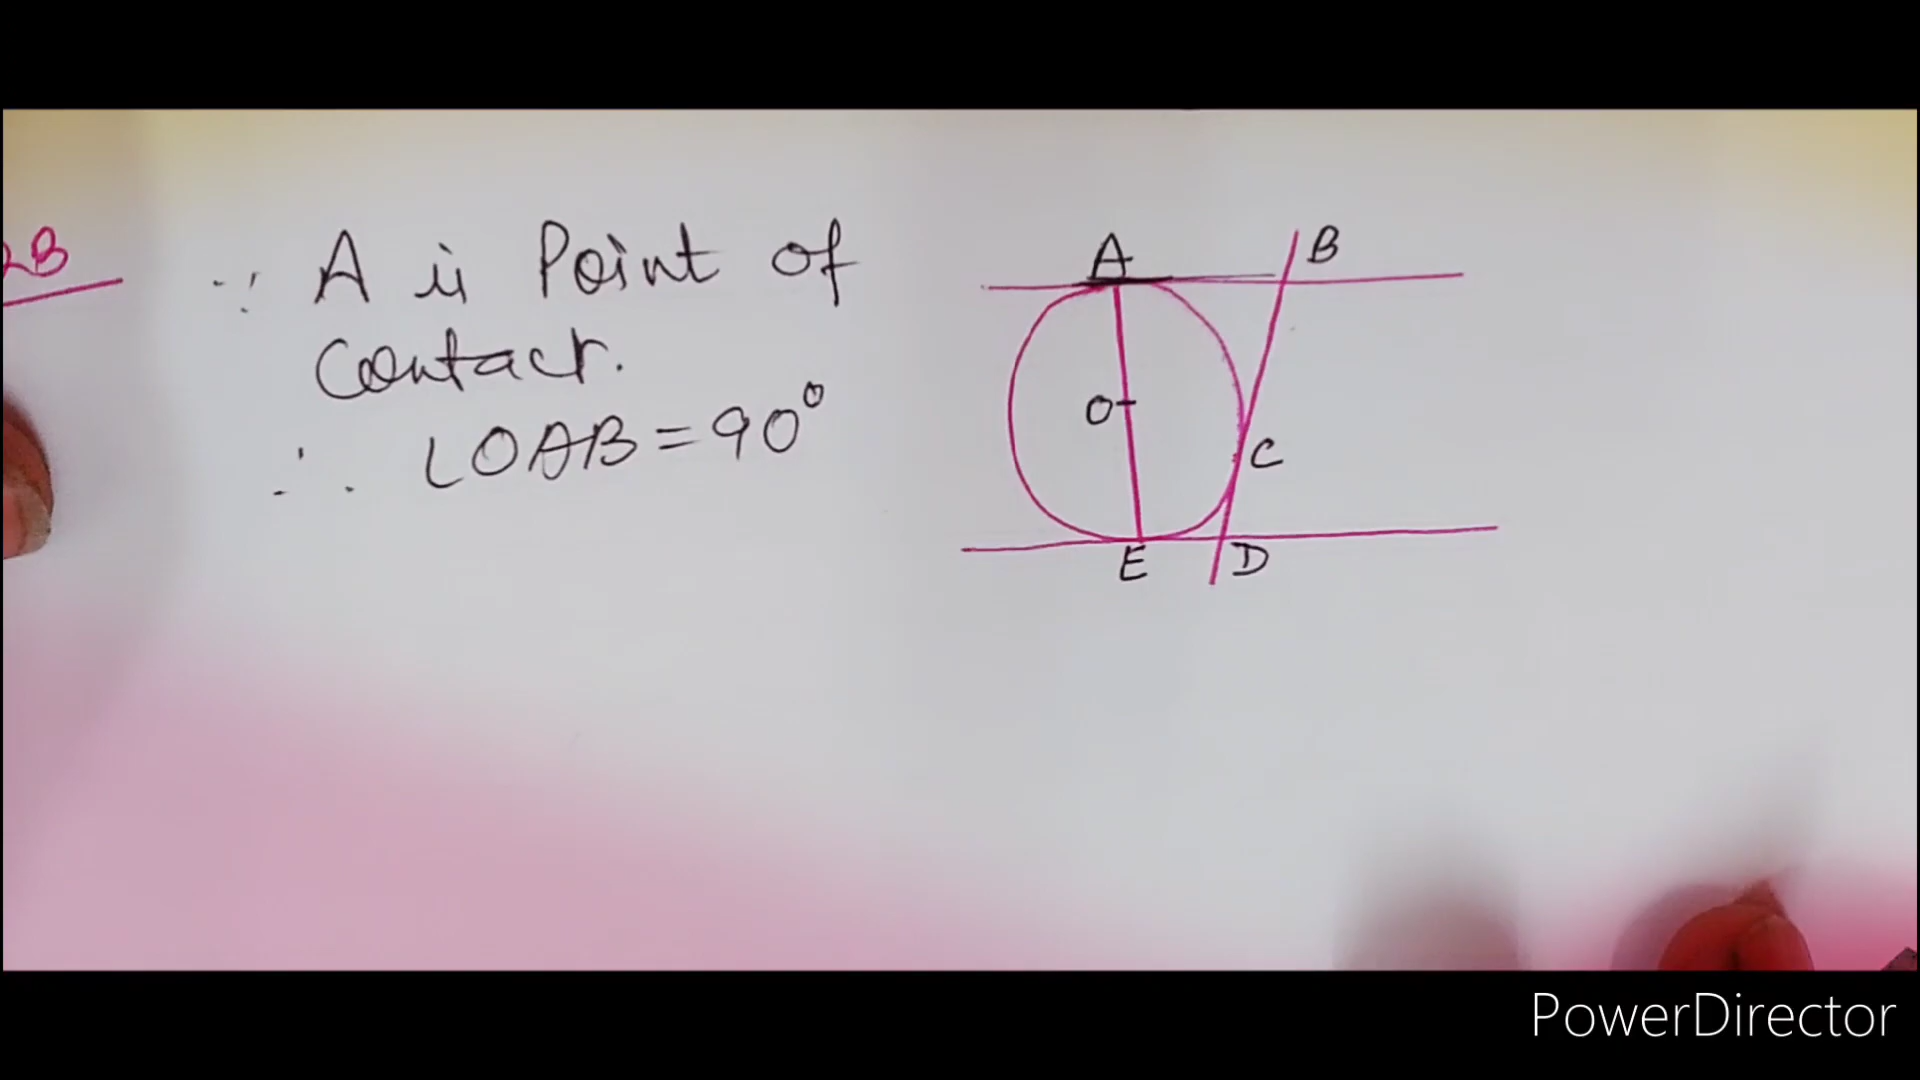 ∵ A is Point of
Contact.
∴ ∠OAB = 90°
A
B
O
C
E
D
PowerDirector